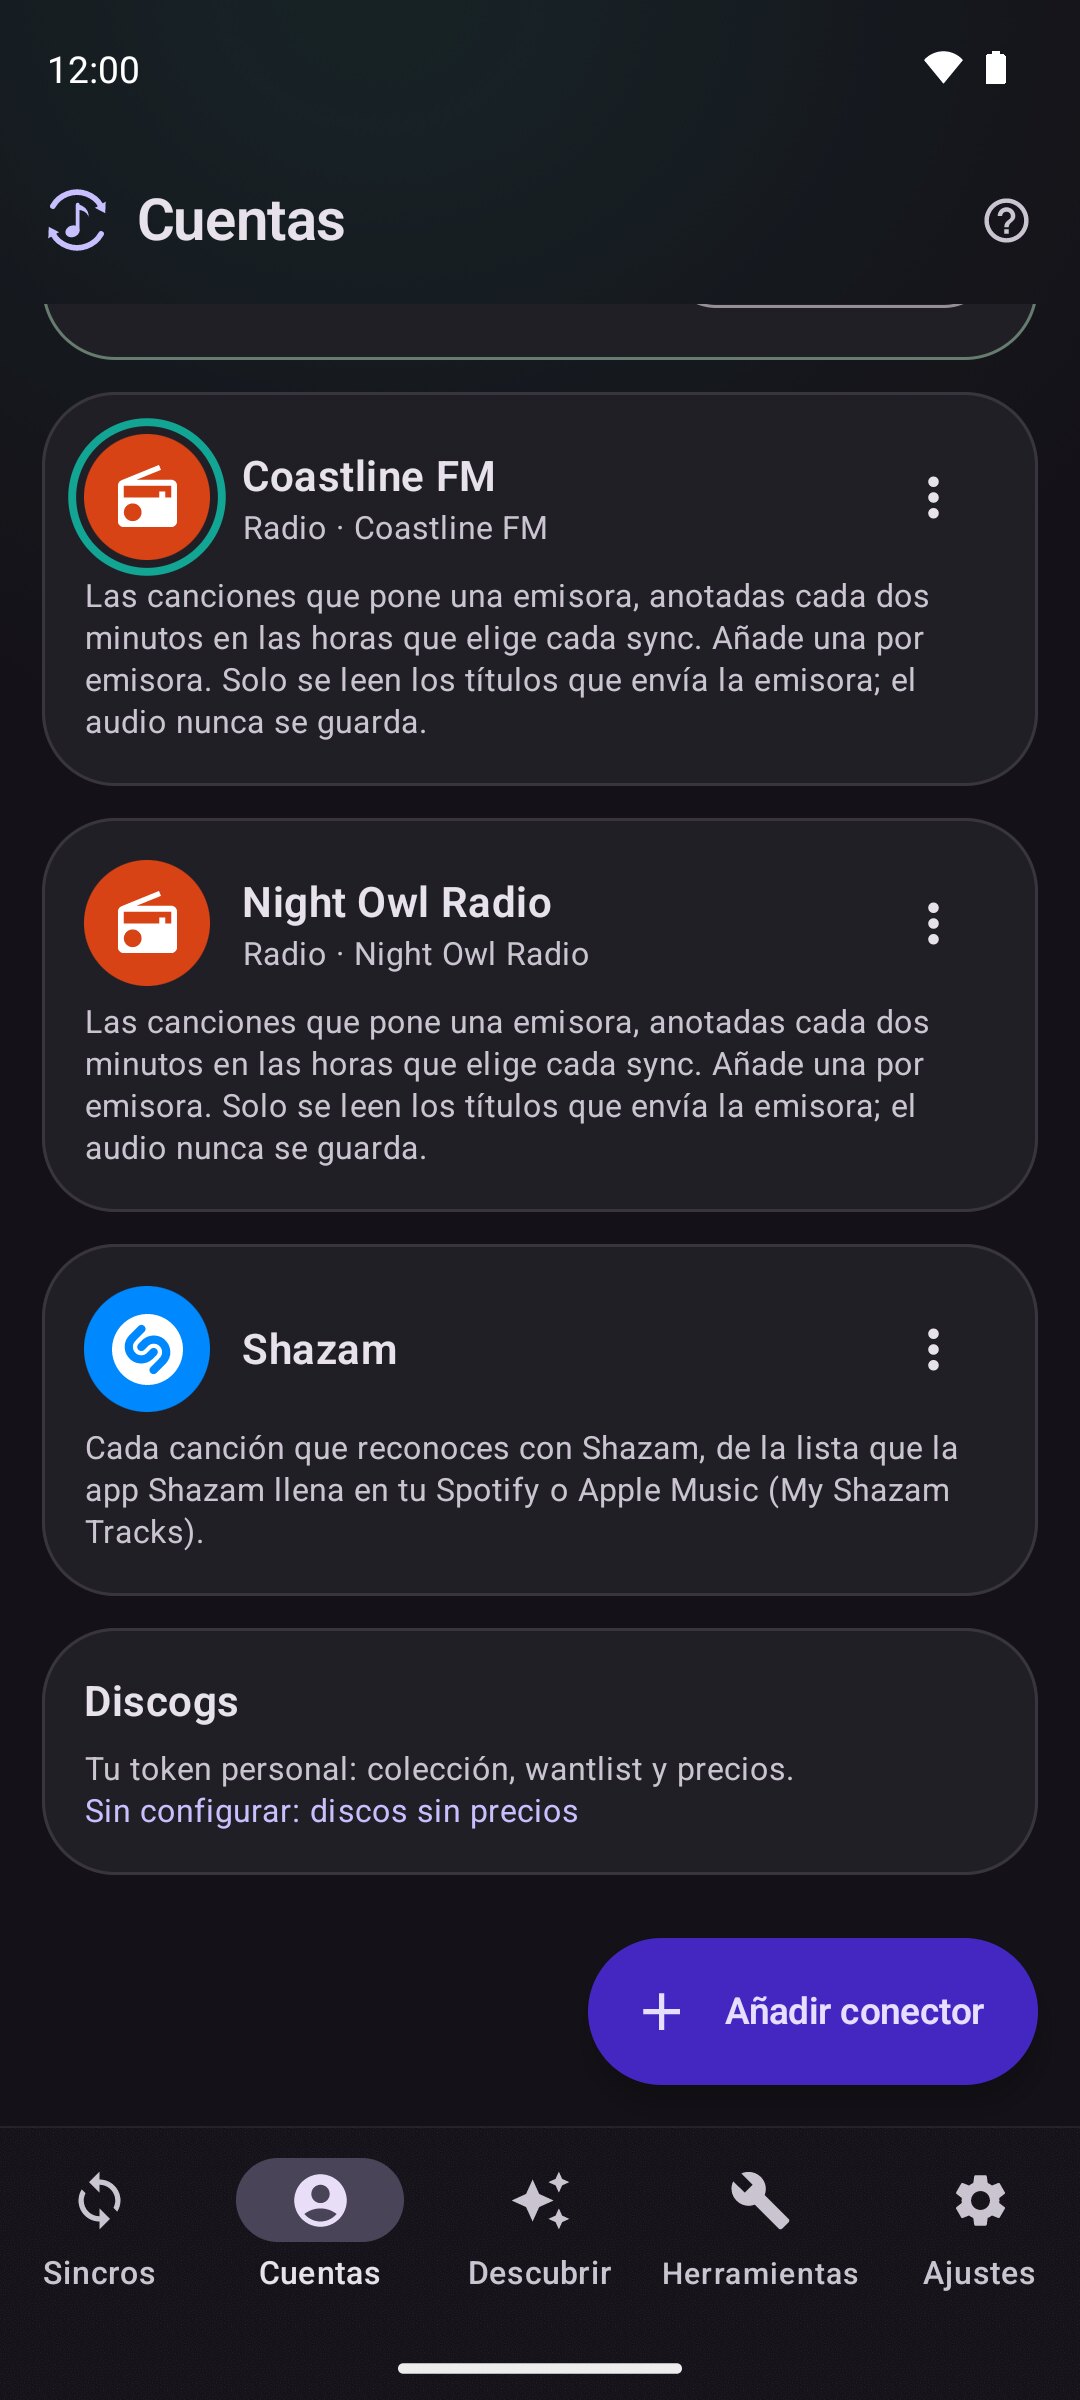 12:00
Cuentas
Coastline FM
Radio · Coastline FM
Las canciones que pone una emisora, anotadas cada dos
minutos en las horas que elige cada sync. Añade una por
emisora. Solo se leen los títulos que envía la emisora; el
audio nunca se guarda.
Night Owl Radio
Radio · Night Owl Radio
Las canciones que pone una emisora, anotadas cada dos
minutos en las horas que elige cada sync. Añade una por
emisora. Solo se leen los títulos que envía la emisora; el
audio nunca se guarda.
Shazam
Cada canción que reconoces con Shazam, de la lista que la
app Shazam llena en tu Spotify o Apple Music (My Shazam
Tracks).
Discogs
Tu token personal: colección, wantlist y precios.
Sin configurar: discos sin precios
Añadir conector
Sincros
Cuentas
Descubrir
Herramientas
Ajustes